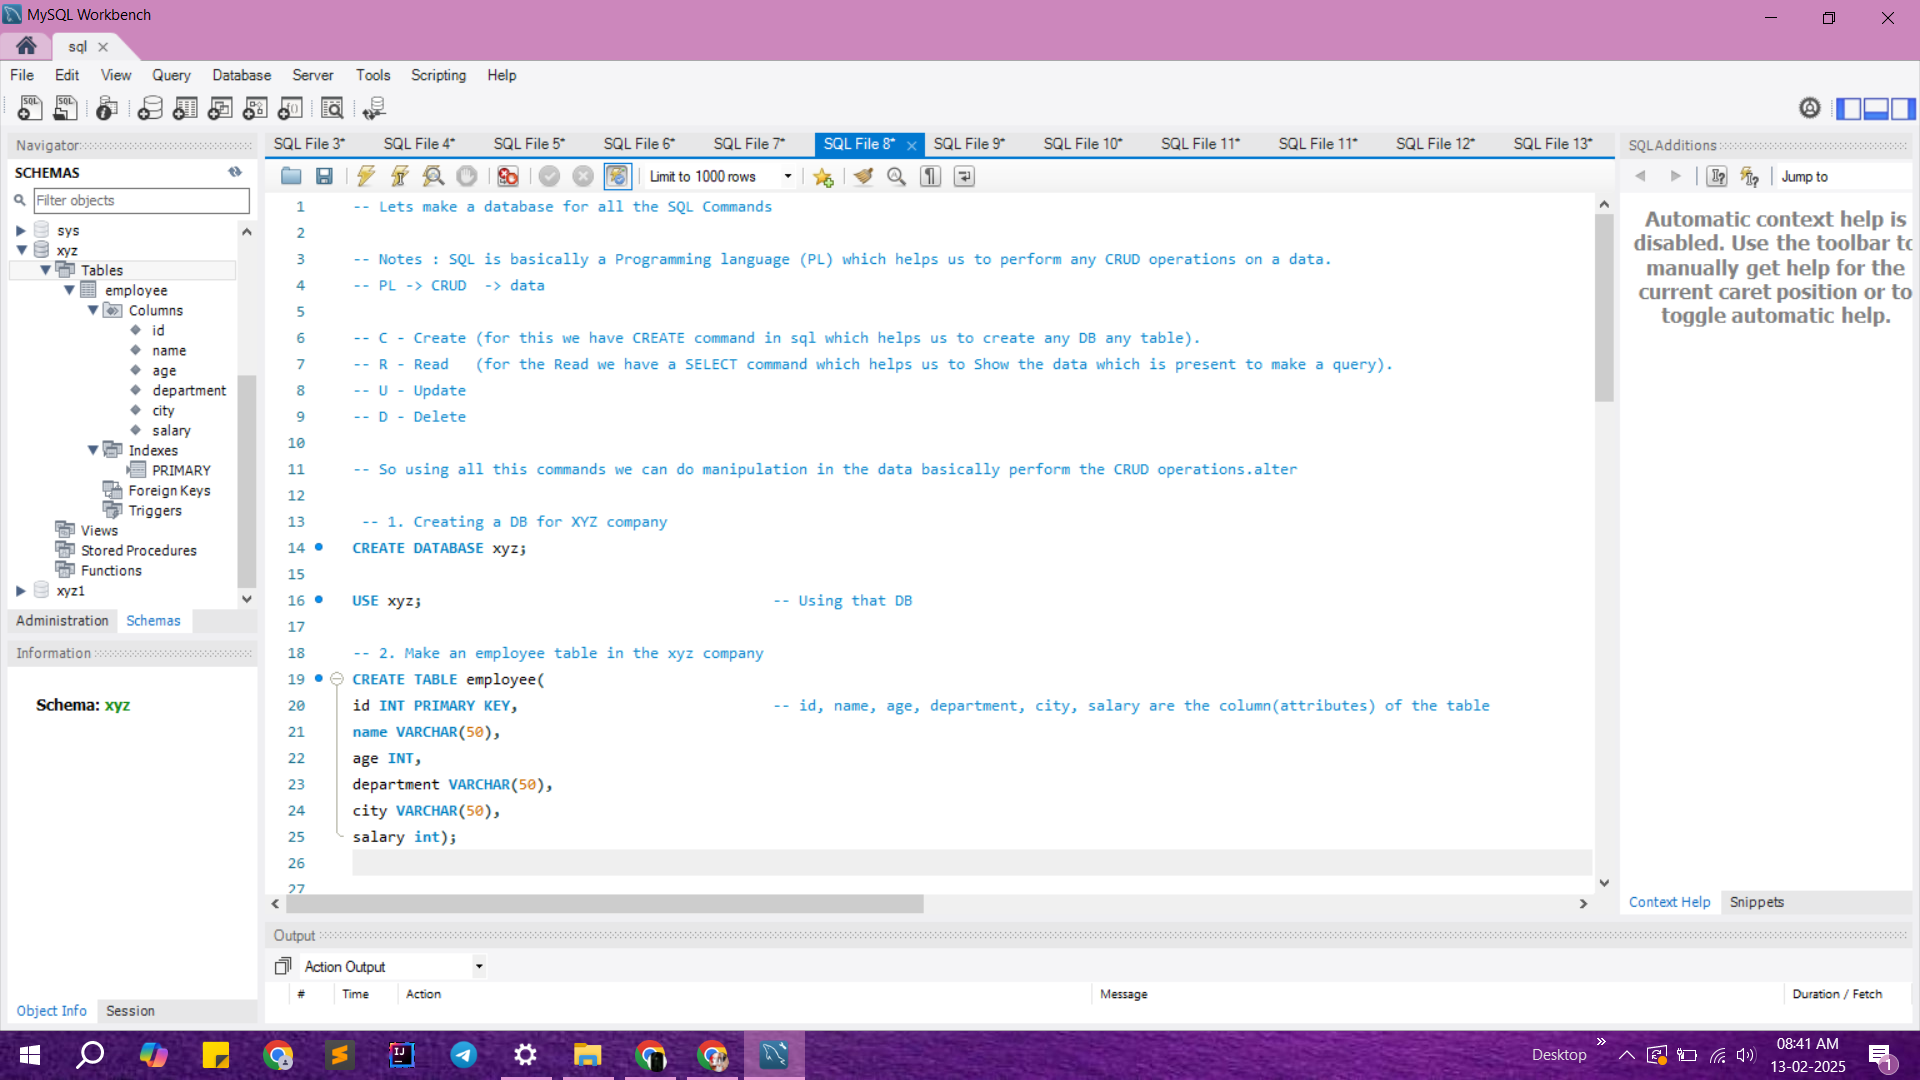 MySQL Workbench
sql
File Edit View Query Database Server Tools Scripting Help
Navigator
SCHEMAS
Filter objects
sys
xyz
Tables
employee
Columns
id
name
age
department
city
salary
Indexes
PRIMARY
Foreign Keys
Triggers
Views
Stored Procedures
Functions
xyz1
Administration Schemas
Information
Schema: xyz
Object Info Session
SQL File 3* SQL File 4* SQL File 5* SQL File 6* SQL File 7* SQL File 8* SQL File 9* SQL File 10* SQL File 11* SQL File 11* SQL File 12* SQL File 13*
Limit to 1000 rows
1 -- Lets make a database for all the SQL Commands
2
3 -- Notes : SQL is basically a Programming language (PL) which helps us to perform any CRUD operations on a data.
4 -- PL -> CRUD  -> data
5
6 -- C - Create (for this we have CREATE command in sql which helps us to create any DB any table).
7 -- R - Read   (for the Read we have a SELECT command which helps us to Show the data which is present to make a query).
8 -- U - Update
9 -- D - Delete
10
11 -- So using all this commands we can do manipulation in the data basically perform the CRUD operations.alter
12
13 -- 1. Creating a DB for XYZ company
14 CREATE DATABASE xyz;
15
16 USE xyz; -- Using that DB
17
18 -- 2. Make an employee table in the xyz company
19 CREATE TABLE employee(
20 id INT PRIMARY KEY, -- id, name, age, department, city, salary are the column(attributes) of the table
21 name VARCHAR(50),
22 age INT,
23 department VARCHAR(50),
24 city VARCHAR(50),
25 salary int);
26
27
SQLAdditions
Jump to
Automatic context help is
disabled. Use the toolbar to
manually get help for the
current caret position or to
toggle automatic help.
Context Help Snippets
Output
Action Output
# Time Action Message Duration / Fetch
Desktop
08:41 AM
13-02-2025
1